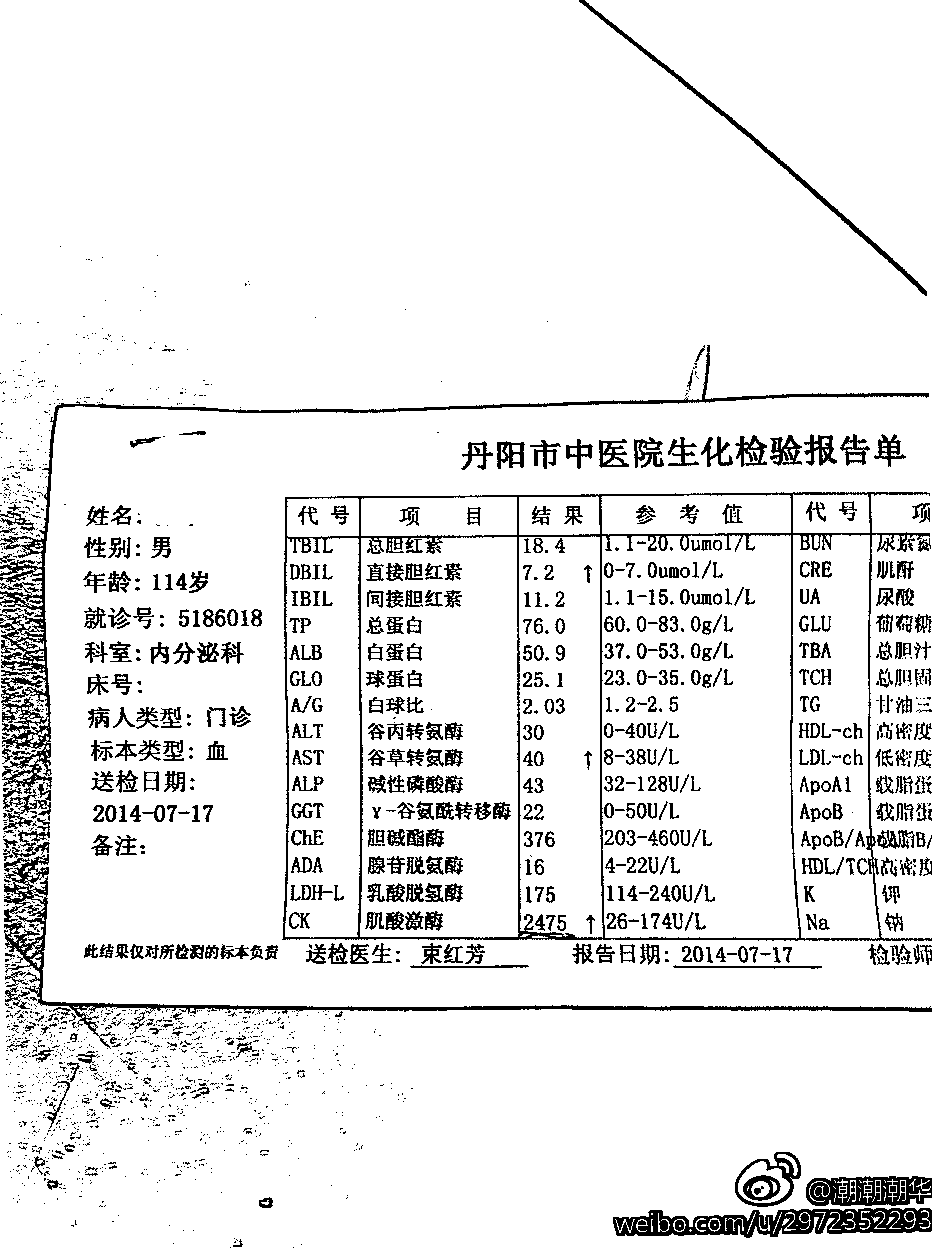 丹阳市中医院生化检验报告单
姓名:
性别: 男
年龄: 114岁
就诊号: 5186018
科室: 内分泌科
床号:
病人类型: 门诊
标本类型: 血
送检日期:
2014-07-17
备注:
代 号 项 目 结 果 参 考 值 代 号 项
TBIL 总胆红素 18.4 1.1-20.0umol/L BUN 尿素氮
DBIL 直接胆红素 7.2 ↑ 0-7.0umol/L CRE 肌酐
IBIL 间接胆红素 11.2 1.1-15.0umol/L UA 尿酸
TP 总蛋白 76.0 60.0-83.0g/L GLU 葡萄糖
ALB 白蛋白 50.9 37.0-53.0g/L TBA 总胆汁
GLO 球蛋白 25.1 23.0-35.0g/L TCH 总胆固
A/G 白球比 2.03 1.2-2.5 TG 甘油三
ALT 谷丙转氨酶 30 0-40U/L HDL-ch 高密度
AST 谷草转氨酶 40 ↑ 8-38U/L LDL-ch 低密度
ALP 碱性磷酸酶 43 32-128U/L ApoA1 载脂蛋
GGT γ-谷氨酰转移酶 22 0-50U/L ApoB 载脂蛋
ChE 胆碱酯酶 376 203-460U/L ApoB/Ap
ADA 腺苷脱氨酶 16 4-22U/L HDL/TCH 高密度
LDH-L 乳酸脱氢酶 175 114-240U/L K 钾
CK 肌酸激酶 2475 ↑ 26-174U/L Na 钠
此结果仅对所检测的标本负责 送检医生: 束红芳 报告日期: 2014-07-17 检验师
@潮潮潮华
weibo.com/u/2972352293